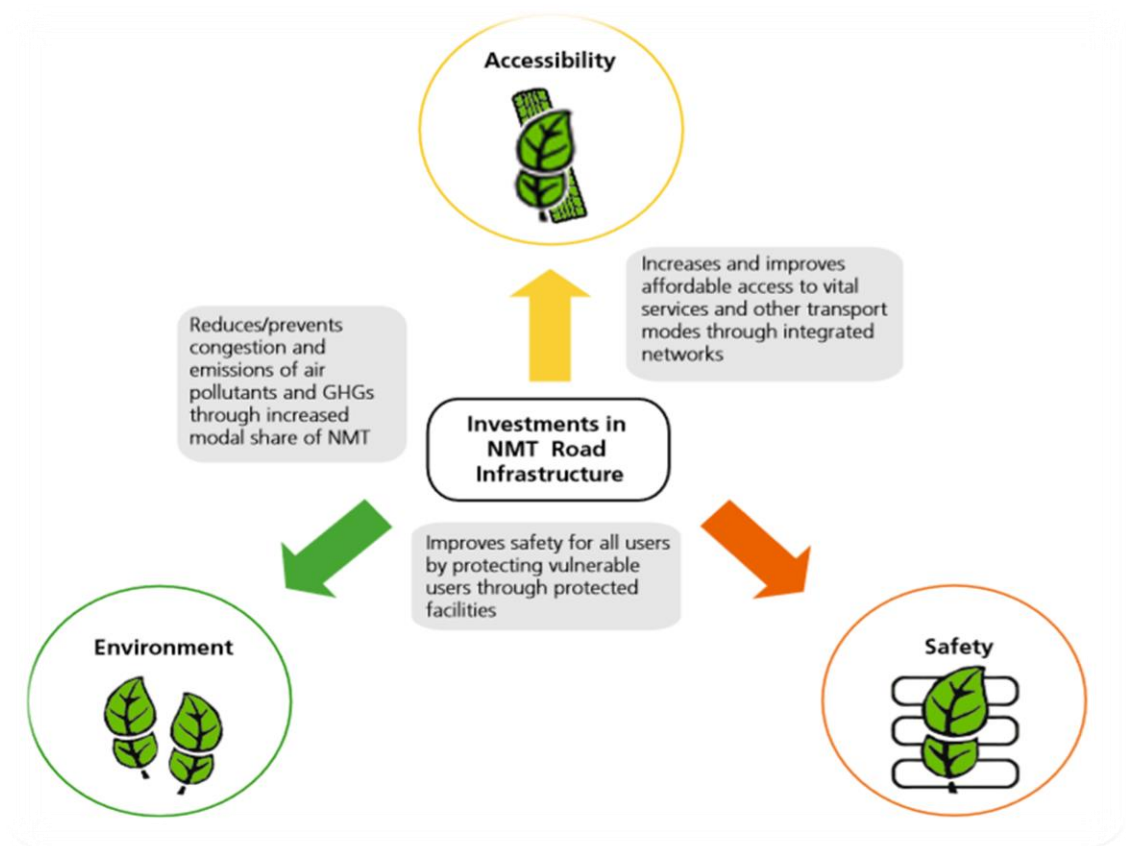 Accessibility
Increases and improves
affordable access to vital
services and other transport
modes through integrated
networks
Reduces/prevents
congestion and
emissions of air
pollutants and GHGs
through increased
modal share of NMT
Investments in
NMT Road
Infrastructure
Improves safety for all users
by protecting vulnerable
users through protected
facilities
Environment
Safety